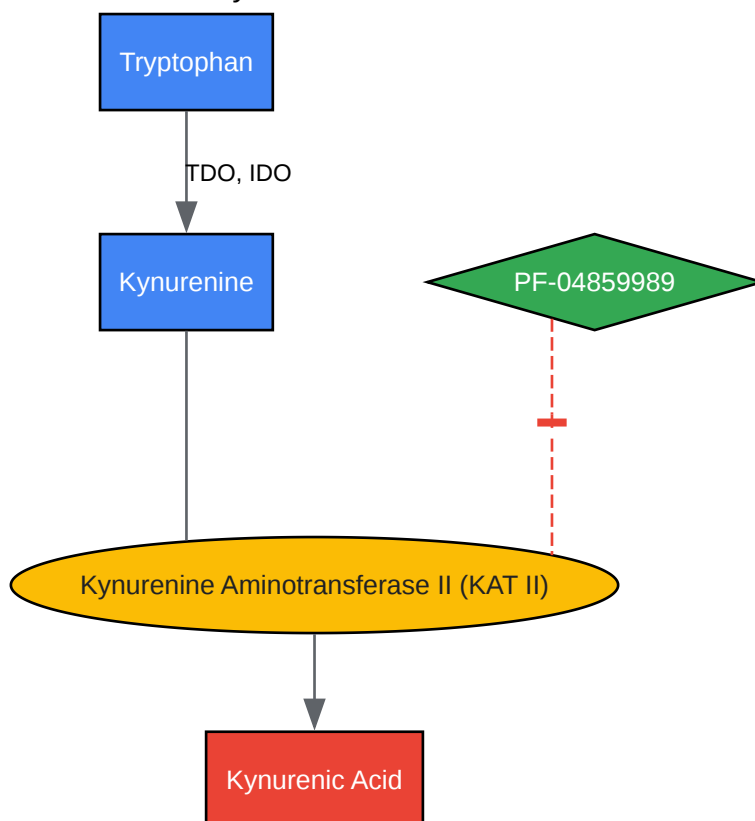 Tryptophan
TDO, IDO
Kynurenine
PF-04859989
Kynurenine Aminotransferase II (KAT II)
Kynurenic Acid